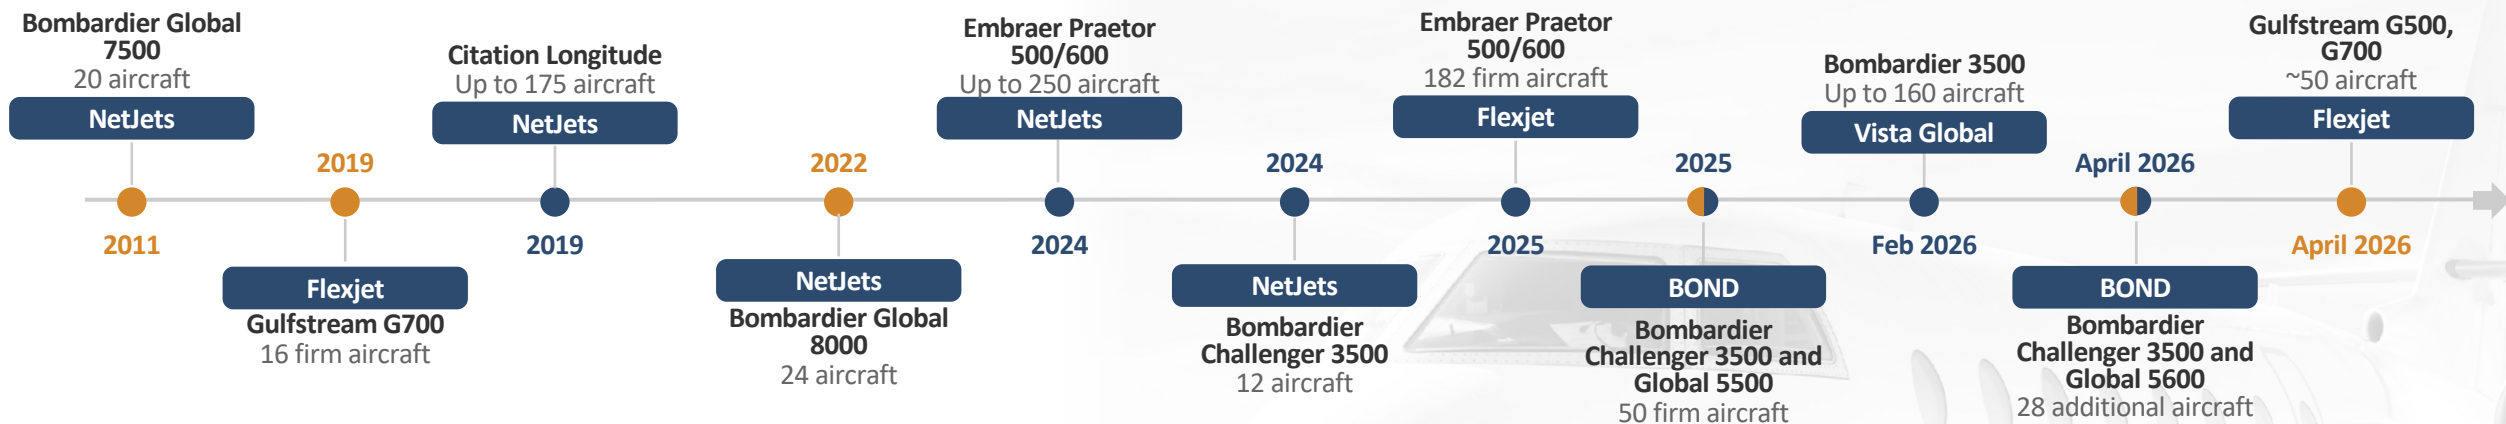 Bombardier Global
7500
20 aircraft
NetJets
2011
2019
Flexjet
Gulfstream G700
16 firm aircraft
Citation Longitude
Up to 175 aircraft
NetJets
2019
2022
NetJets
Bombardier Global
8000
24 aircraft
Embraer Praetor
500/600
Up to 250 aircraft
NetJets
2024
2024
NetJets
Bombardier
Challenger 3500
12 aircraft
Embraer Praetor
500/600
182 firm aircraft
Flexjet
2025
2025
BOND
Bombardier
Challenger 3500 and
Global 5500
50 firm aircraft
Bombardier 3500
Up to 160 aircraft
Vista Global
Feb 2026
April 2026
BOND
Bombardier
Challenger 3500 and
Global 5600
28 additional aircraft
Gulfstream G500,
G700
~50 aircraft
Flexjet
April 2026